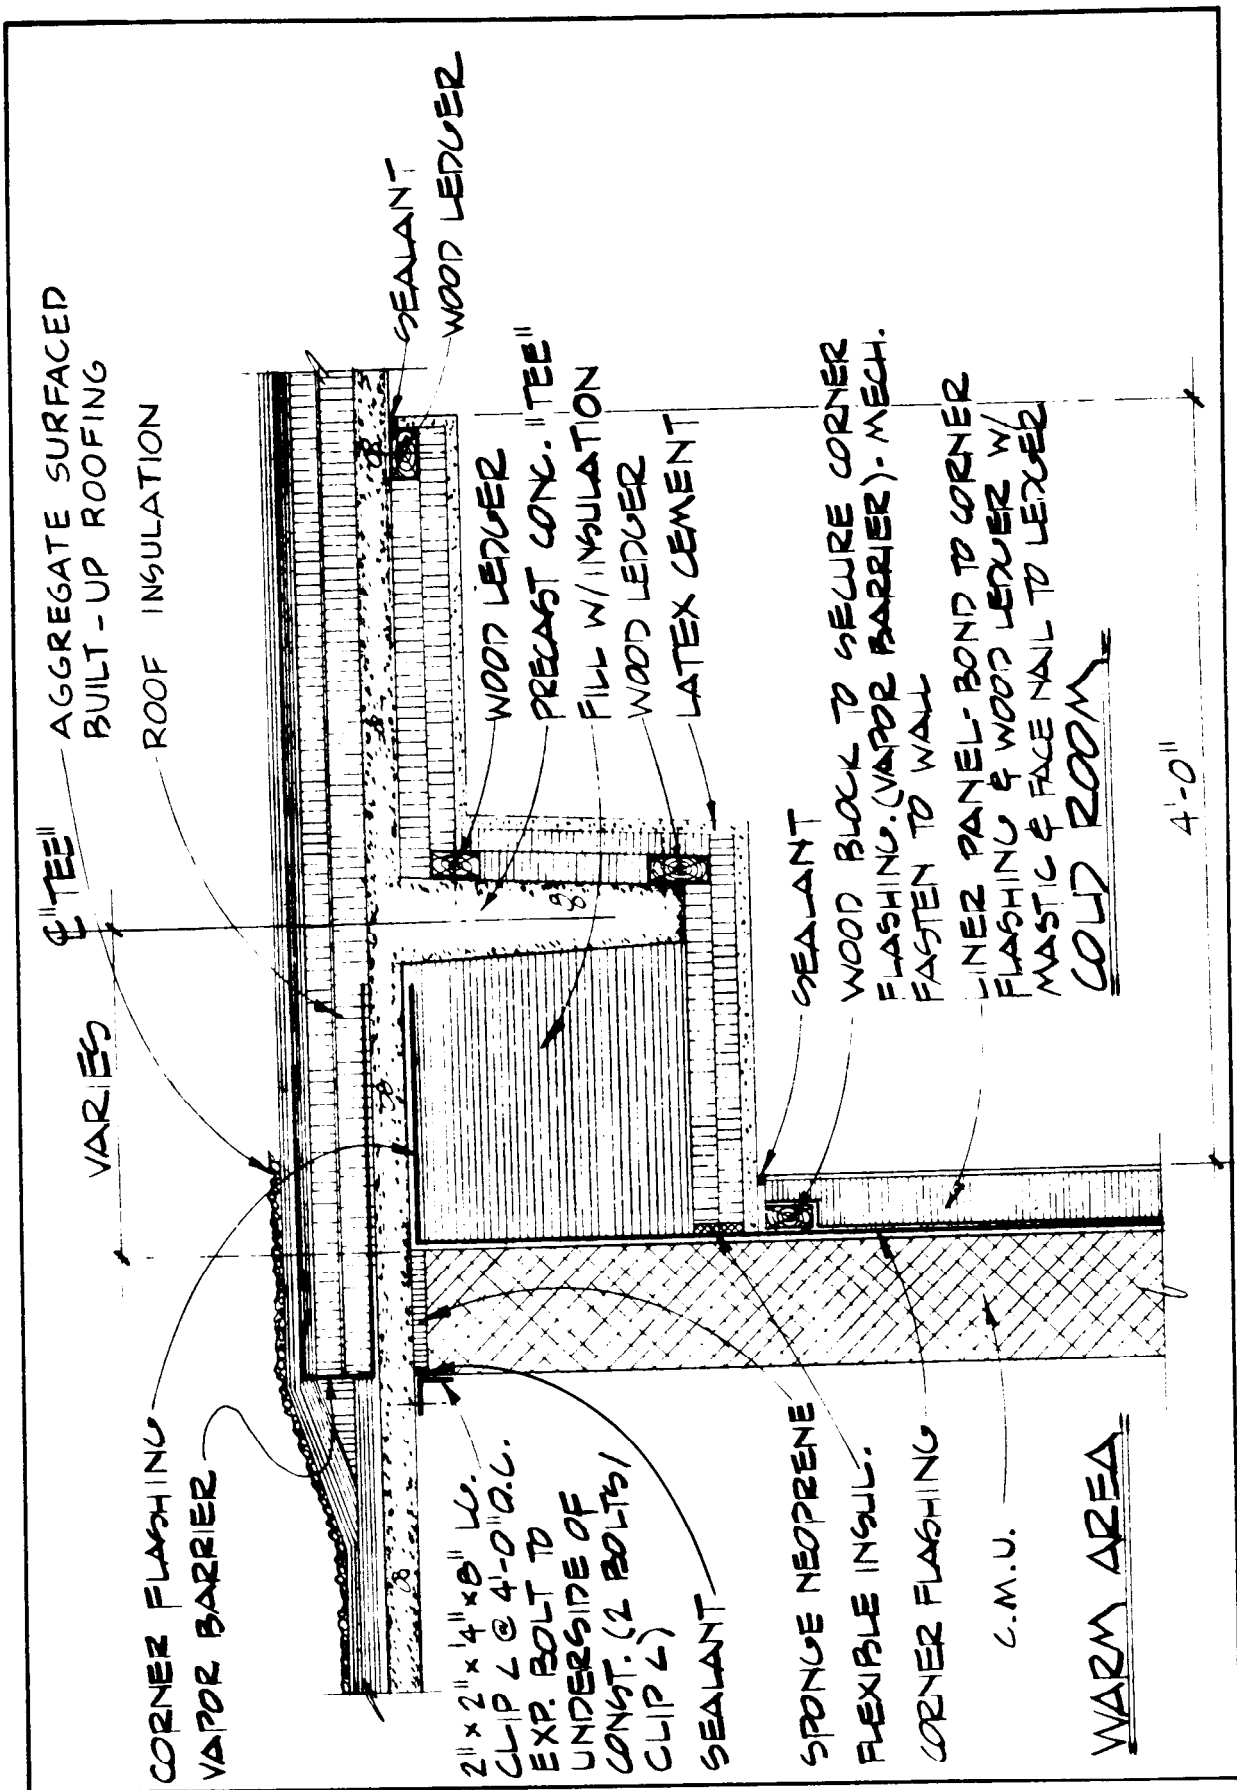 CORNER FLASHING
VAPOR BARRIER
VARIES
℄ "TEE"
AGGREGATE SURFACED
BUILT-UP ROOFING
ROOF INSULATION
SEALANT
WOOD LEDGER
2" x 2" x 1/4" x 8" LG.
CLIP ∠ @ 4'-0" O.C.
EXP. BOLT TO
UNDERSIDE OF
CONST. (2 BOLTS/
CLIP ∠)
SEALANT
SPONGE NEOPRENE
FLEXIBLE INSUL.
CORNER FLASHING
C.M.U.
WARM AREA
WOOD LEDGER
PRECAST CONC. "TEE"
FILL W/ INSULATION
WOOD LEDGER
LATEX CEMENT
SEALANT
WOOD BLOCK TO SECURE CORNER
FLASHING. (VAPOR BARRIER). MECH.
FASTEN TO WALL
LINER PANEL-BOND TO CORNER
FLASHING & WOOD LEDGER W/
MASTIC & FACE NAIL TO LEDGER
COLD ROOM
4'-0"